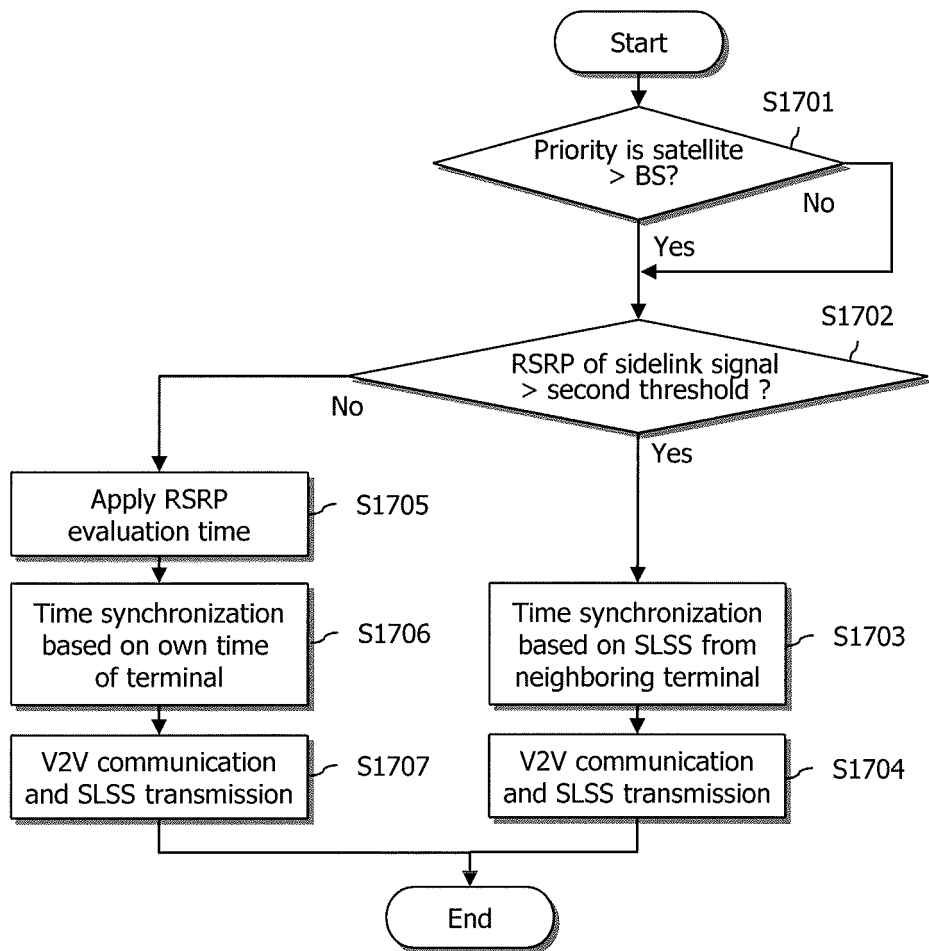 Start
S1701
Priority is satellite
> BS?
No
Yes
S1702
RSRP of sidelink signal
> second threshold ?
No
Yes
Apply RSRP
evaluation time
S1705
Time synchronization
based on own time
of terminal
S1706
Time synchronization
based on SLSS from
neighboring terminal
S1703
V2V communication
and SLSS transmission
S1707
V2V communication
and SLSS transmission
S1704
End